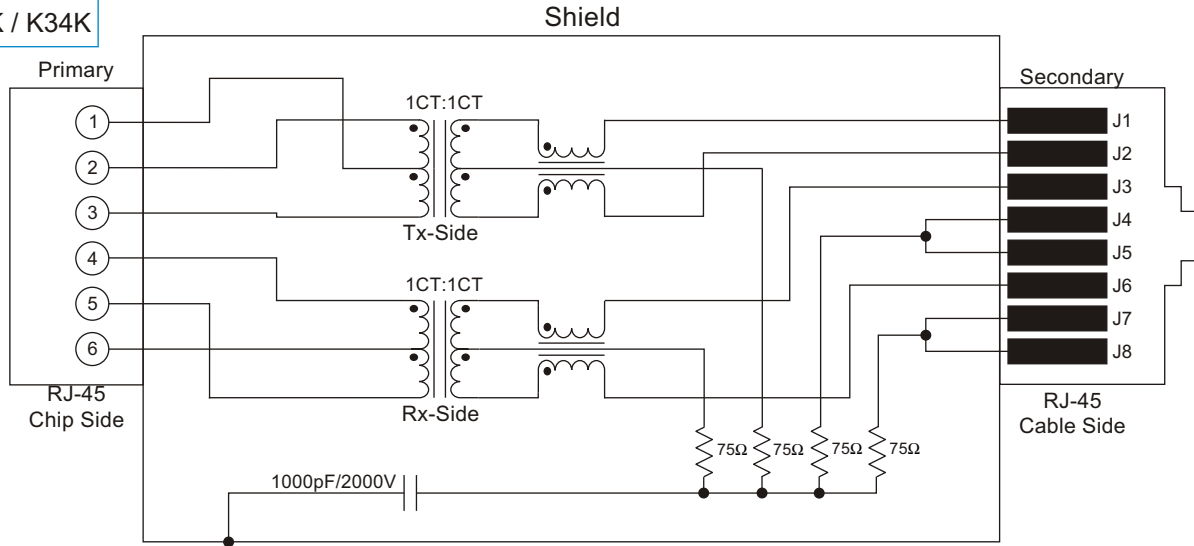 / K34K
Shield
Primary
Secondary
1
2
3
4
5
6
1CT:1CT
Tx-Side
1CT:1CT
Rx-Side
J1
J2
J3
J4
J5
J6
J7
J8
RJ-45
Chip Side
RJ-45
Cable Side
75Ω 75Ω 75Ω 75Ω
1000pF/2000V